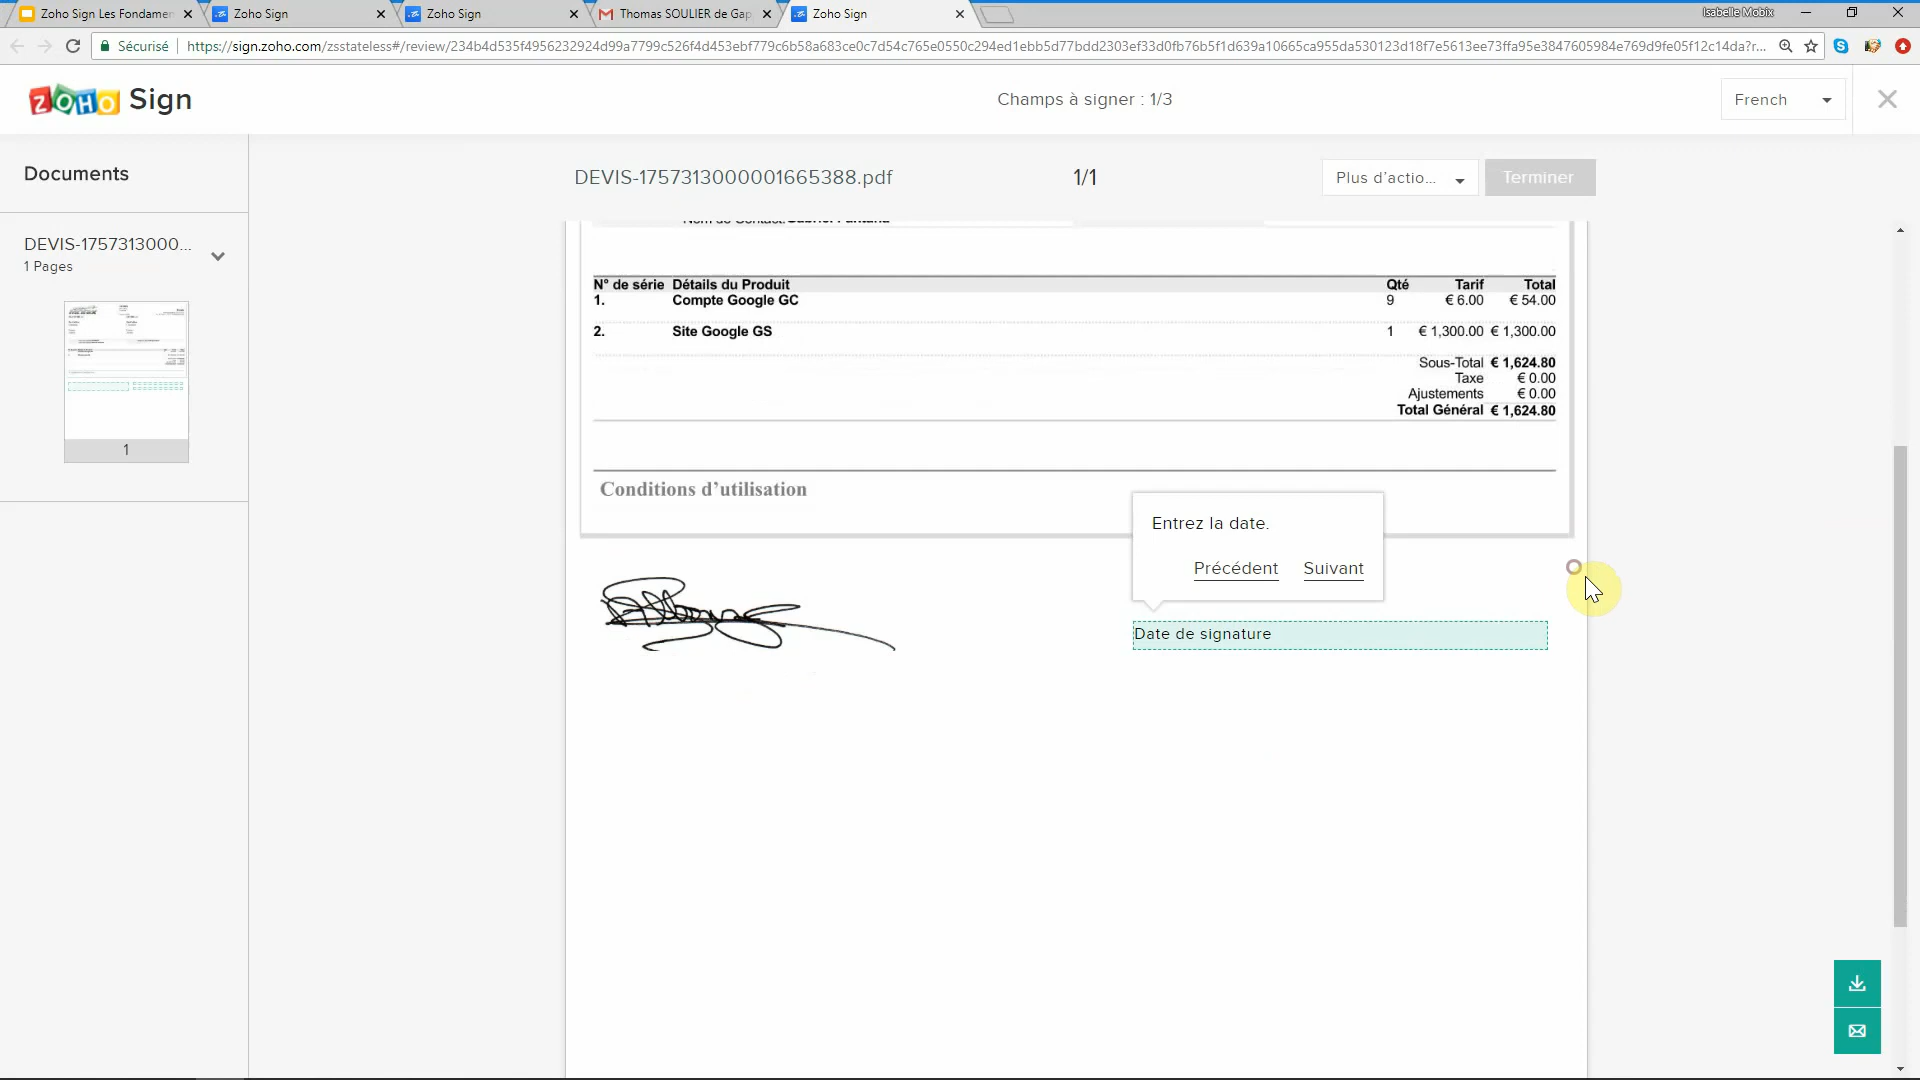 Zoho Sign Les Fondamen
Zoho Sign
Zoho Sign
Thomas SOULIER de Gap
Zoho Sign
Isabelle Mobix
Sécurisé
https://sign.zoho.com/zsstateless#/review/234b4d535f4956232924d99a7799c526f4d453ebf779c6b58a683ce0c7d54c765e0550c294ed1ebb5d77bdd2303ef33d0fb76b5f1d639a10665ca955da530123d18f7e5613ee73ffa95e3847605984e769d9fe05f12c14da?r...
ZOHO Sign
Champs à signer : 1/3
French
Documents
DEVIS-1757313000001665388.pdf
1/1
Plus d'actio...
Terminer
DEVIS-1757313000...
1 Pages
1
N° de série Détails du Produit Qté Tarif Total
1. Compte Google GC 9 € 6.00 € 54.00
2. Site Google GS 1 € 1,300.00 € 1,300.00
Sous-Total € 1,624.80
Taxe € 0.00
Ajustements € 0.00
Total Général € 1,624.80
Conditions d'utilisation
Entrez la date.
Précédent Suivant
Date de signature